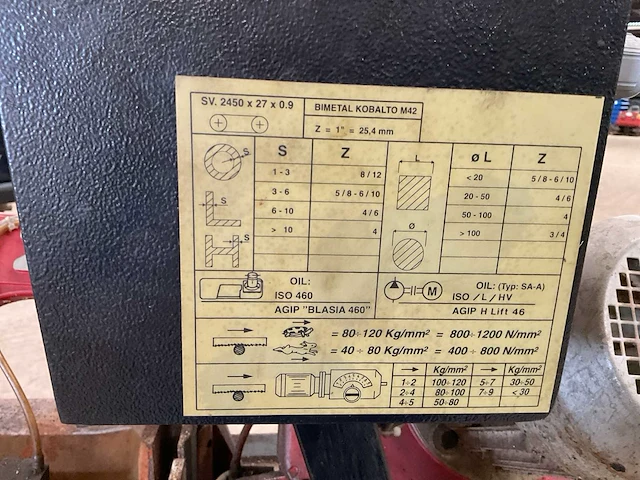 SV. 2450 x 27 x 0.9
BIMETAL KOBALTO M42
Z = 1" = 25,4 mm
S Z
1 - 3 8 / 12
3 - 6 5 / 8 - 6 / 10
6 - 10 4 / 6
> 10 4
S
S
S
L
Ø
ø L Z
< 20 5 / 8 - 6 / 10
20 - 50 4 / 6
50 - 100 4
> 100 3 / 4
OIL:
ISO 460
AGIP "BLASIA 460"
M
OIL: (Typ: SA-A)
ISO / L / HV
AGIP H Lift 46
= 80÷120 Kg/mm² = 800÷1200 N/mm²
= 40 ÷ 80 Kg/mm² = 400 ÷ 800 N/mm²
Kg/mm² Kg/mm²
1÷2 100÷120 5÷7 30÷50
2÷4 80÷100 7÷9 < 30
4÷5 50÷80